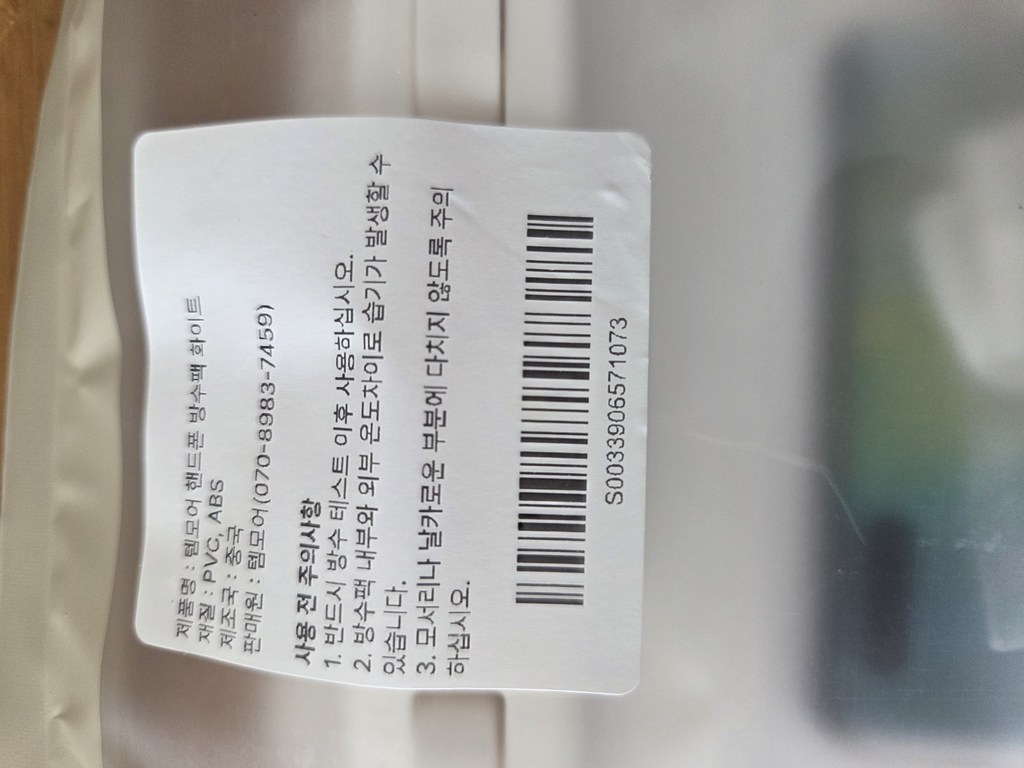 제품명 : 템모어 핸드폰 방수팩 화이트
재질 : PVC, ABS
제조국 : 중국
판매원 : 템모어(070-8983-7459)
사용 전 주의사항
1. 반드시 방수 테스트 이후 사용하십시오.
2. 방수팩 내부와 외부 온도차이로 습기가 발생할 수
있습니다.
3. 모서리나 날카로운 부분에 다치지 않도록 주의
하십시오.
S0033906571073